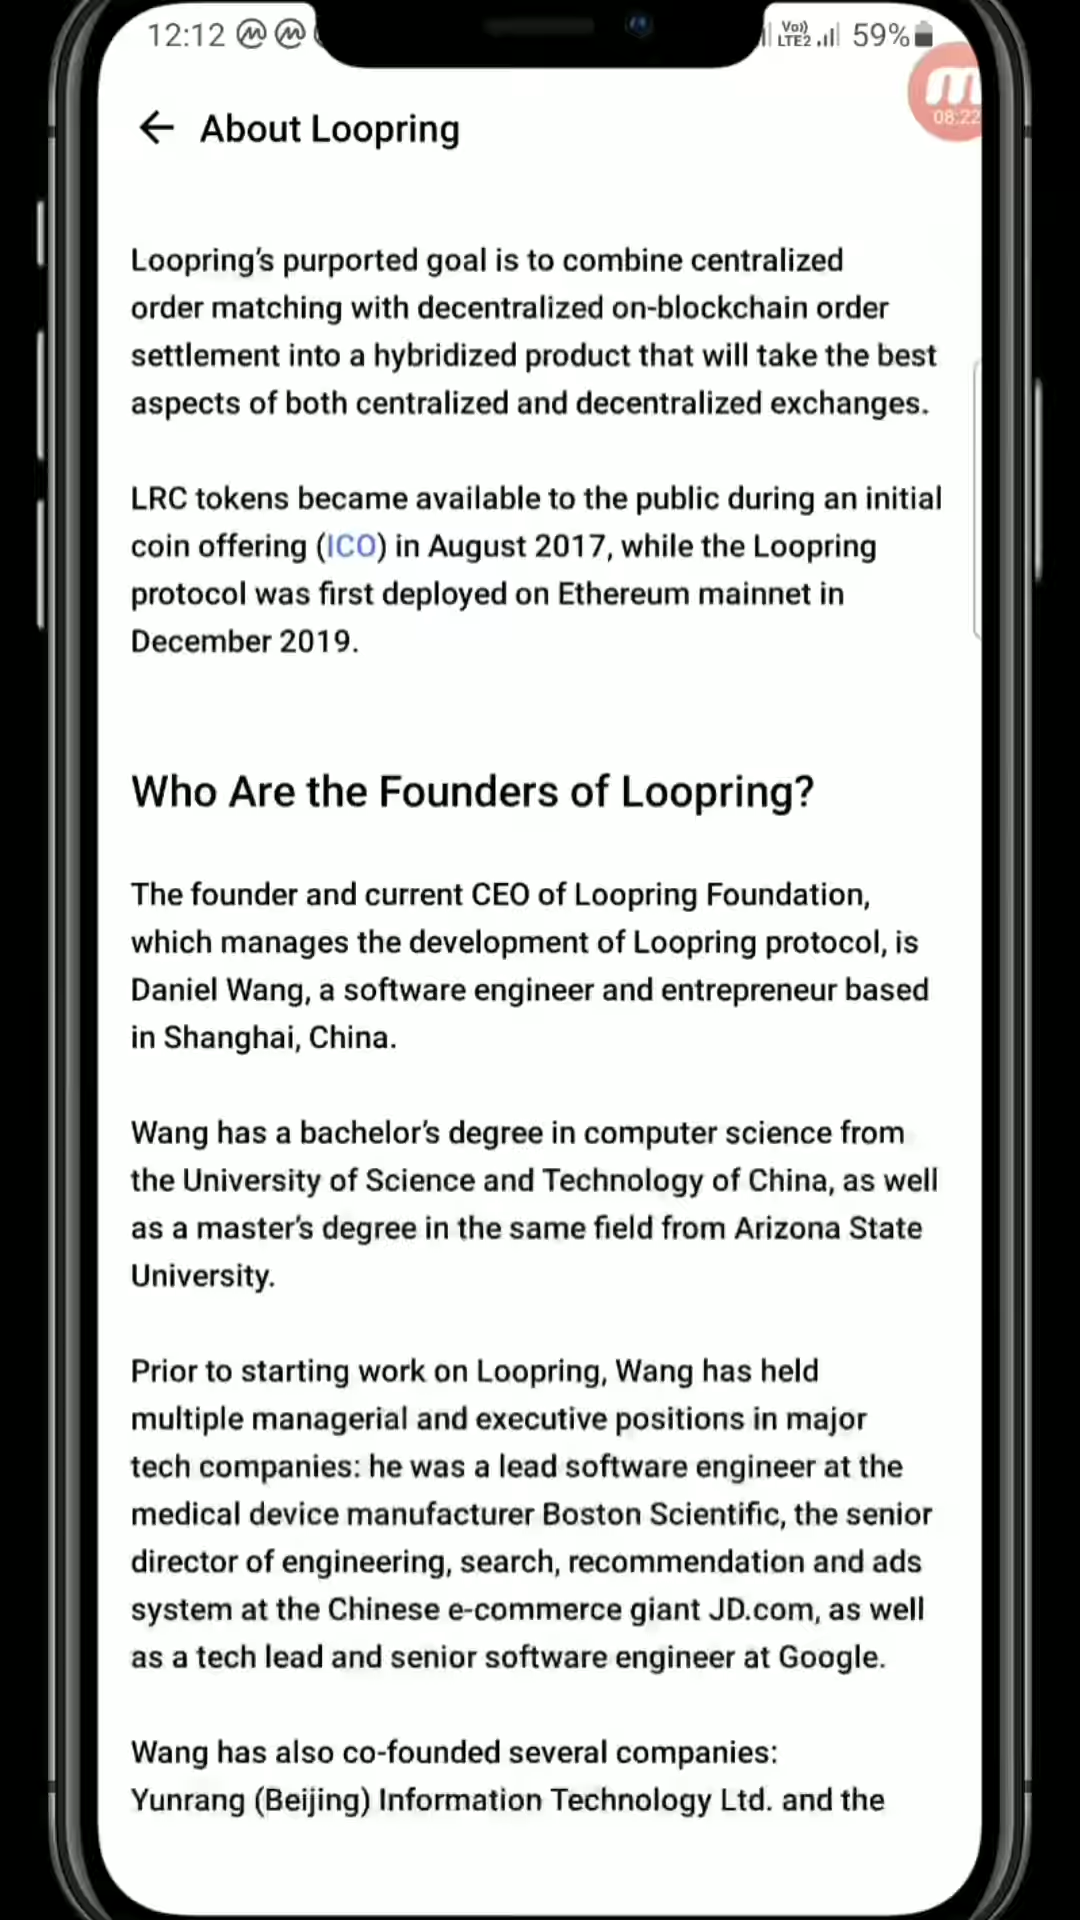 12:12
Vo))
LTE2
59%
08:22
About Loopring
Loopring's purported goal is to combine centralized
order matching with decentralized on-blockchain order
settlement into a hybridized product that will take the best
aspects of both centralized and decentralized exchanges.
LRC tokens became available to the public during an initial
coin offering (ICO) in August 2017, while the Loopring
protocol was first deployed on Ethereum mainnet in
December 2019.
Who Are the Founders of Loopring?
The founder and current CEO of Loopring Foundation,
which manages the development of Loopring protocol, is
Daniel Wang, a software engineer and entrepreneur based
in Shanghai, China.
Wang has a bachelor's degree in computer science from
the University of Science and Technology of China, as well
as a master's degree in the same field from Arizona State
University.
Prior to starting work on Loopring, Wang has held
multiple managerial and executive positions in major
tech companies: he was a lead software engineer at the
medical device manufacturer Boston Scientific, the senior
director of engineering, search, recommendation and ads
system at the Chinese e-commerce giant JD.com, as well
as a tech lead and senior software engineer at Google.
Wang has also co-founded several companies:
Yunrang (Beijing) Information Technology Ltd. and the